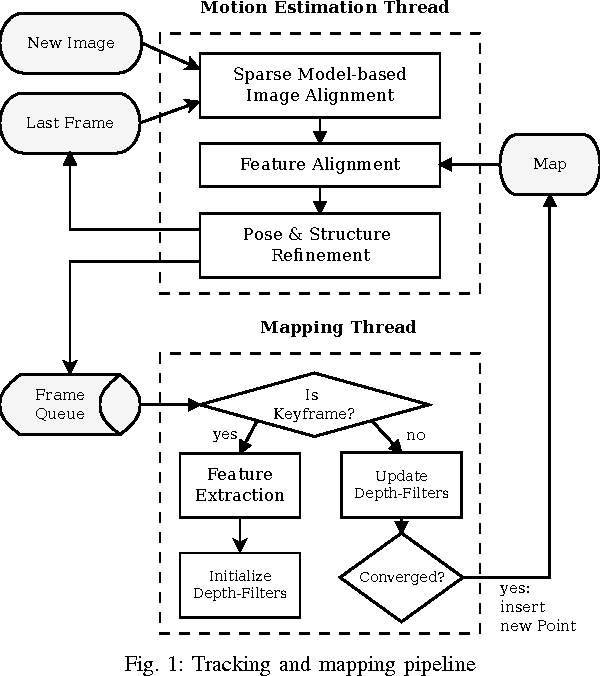 Motion Estimation Thread
New Image
Sparse Model-based
Image Alignment
Last Frame
Feature Alignment
Map
Pose & Structure
Refinement
Mapping Thread
Frame
Queue
Is
Keyframe?
yes
no
Feature
Extraction
Update
Depth-Filters
Initialize
Depth-Filters
Converged?
yes:
insert
new Point
Fig. 1: Tracking and mapping pipeline